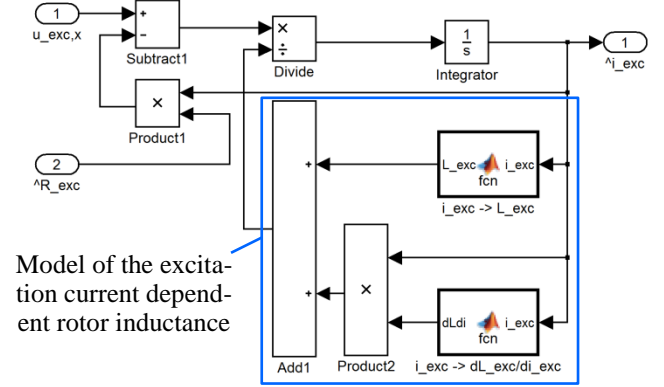 1
u_exc,x
+
−
Subtract1
×
÷
Divide
1
s
Integrator
1
^i_exc
×
Product1
2
^R_exc
+
+
Add1
L_exc
i_exc
fcn
i_exc -> L_exc
×
Product2
dLdi
i_exc
fcn
i_exc -> dL_exc/di_exc
Model of the excita-
tion current depend-
ent rotor inductance